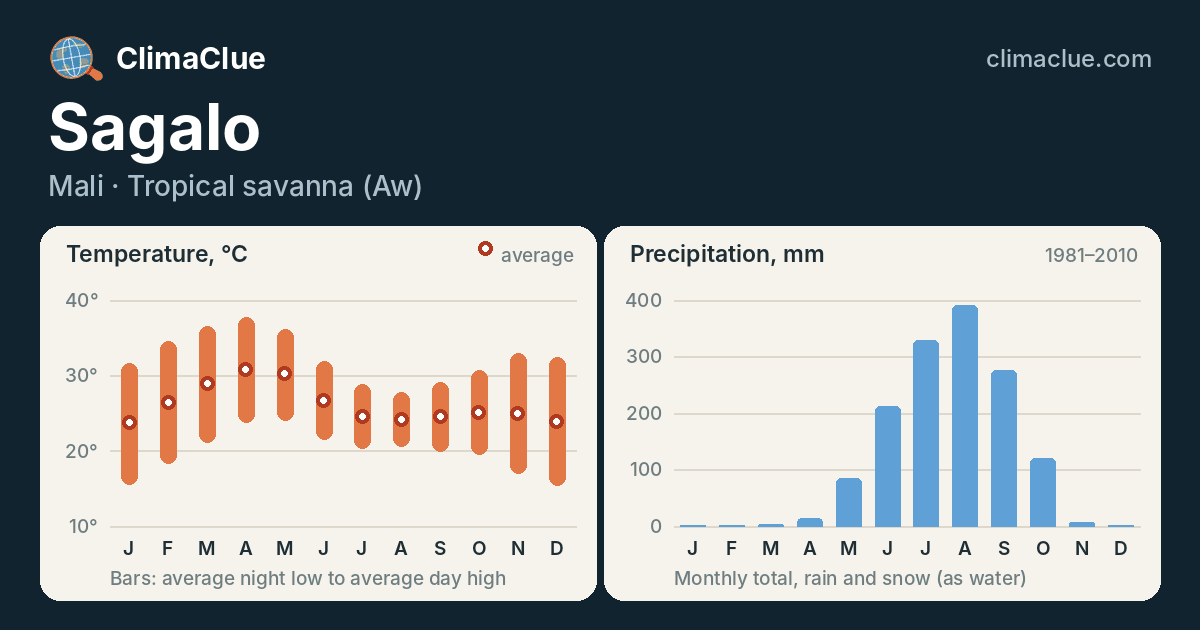 ClimaClue
climaclue.com
Sagalo
Mali · Tropical savanna (Aw)
Temperature, °C
average
40°
30°
20°
10°
J F M A M J J A S O N D
Bars: average night low to average day high
Precipitation, mm
1981–2010
400
300
200
100
0
J F M A M J J A S O N D
Monthly total, rain and snow (as water)